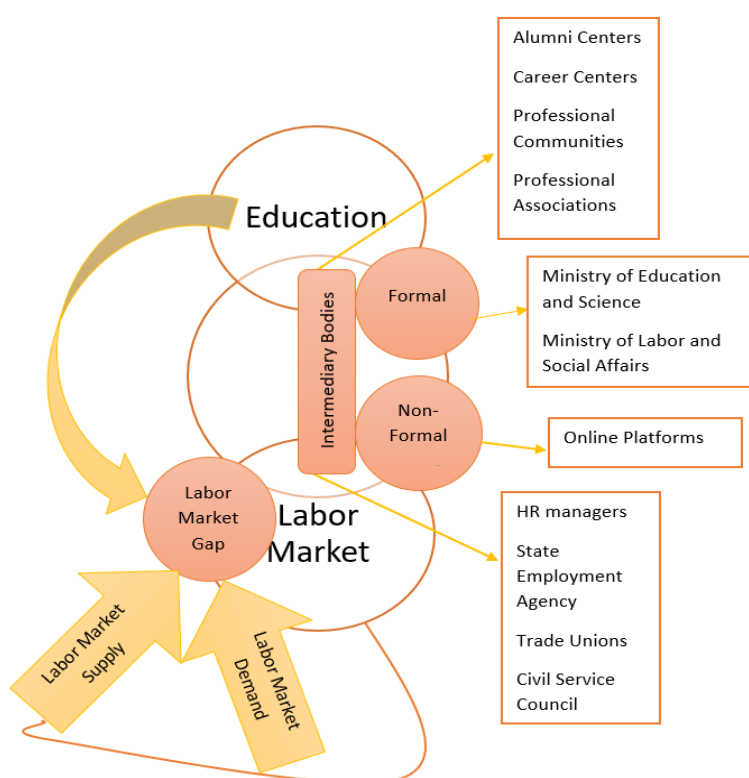 Alumni Centers
Career Centers
Professional
Communities
Professional
Associations
Education
Formal
Ministry of Education
and Science
Ministry of Labor and
Social Affairs
Intermediary Bodies
Non-
Formal
Online Platforms
Labor
Market
Gap
Labor
Market
HR managers
State
Employment
Agency
Trade Unions
Civil Service
Council
Labor Market
Supply
Labor Market
Demand